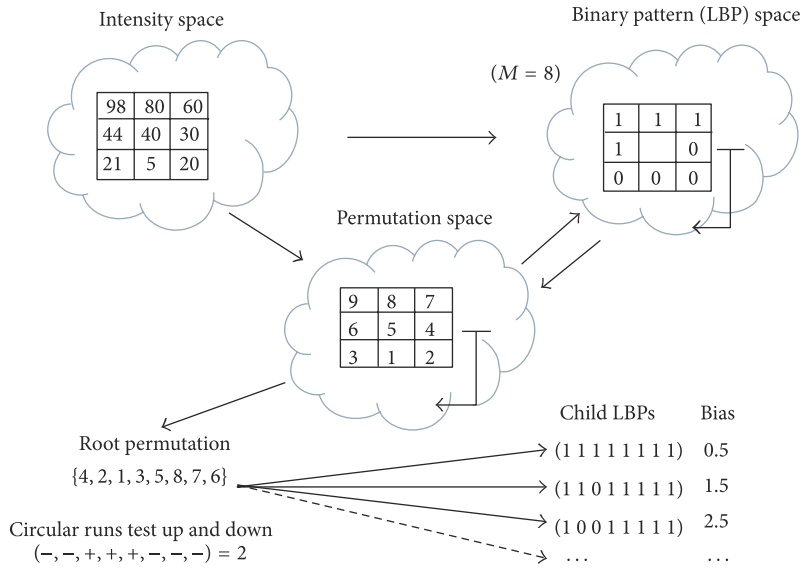 Intensity space
Binary pattern (LBP) space
(M = 8)
98 80 60
44 40 30
21 5 20
1 1 1
1 0
0 0 0
Permutation space
9 8 7
6 5 4
3 1 2
Root permutation
{4, 2, 1, 3, 5, 8, 7, 6}
Circular runs test up and down
(−, −, +, +, +, −, −, −) = 2
Child LBPs Bias
(1 1 1 1 1 1 1 1) 0.5
(1 1 0 1 1 1 1 1) 1.5
(1 0 0 1 1 1 1 1) 2.5
... ...